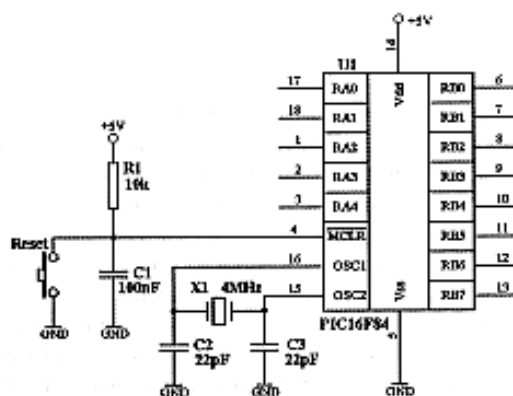 +5V
14
U1
17 RA0 Vdd RB0 6
18 RA1 RB1 7
1 RA2 RB2 8
2 RA3 RB3 9
3 RA4 RB4 10
4 MCLR RB5 11
16 OSC1 RB6 12
15 OSC2 Vss RB7 13
PIC16F84
5
GND
+5V
R1
10k
Reset
C1
100nF
GND
GND
X1 4MHz
C2
22pF
C3
22pF
GND
GND